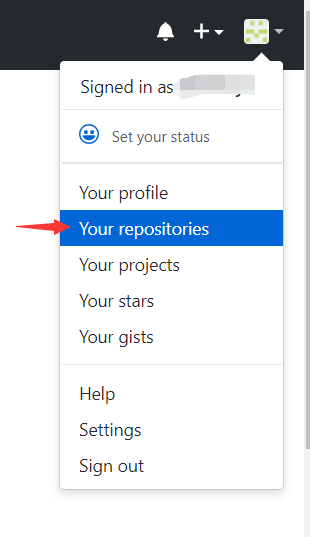 Signed in as
Set your status
Your profile
Your repositories
Your projects
Your stars
Your gists
Help
Settings
Sign out